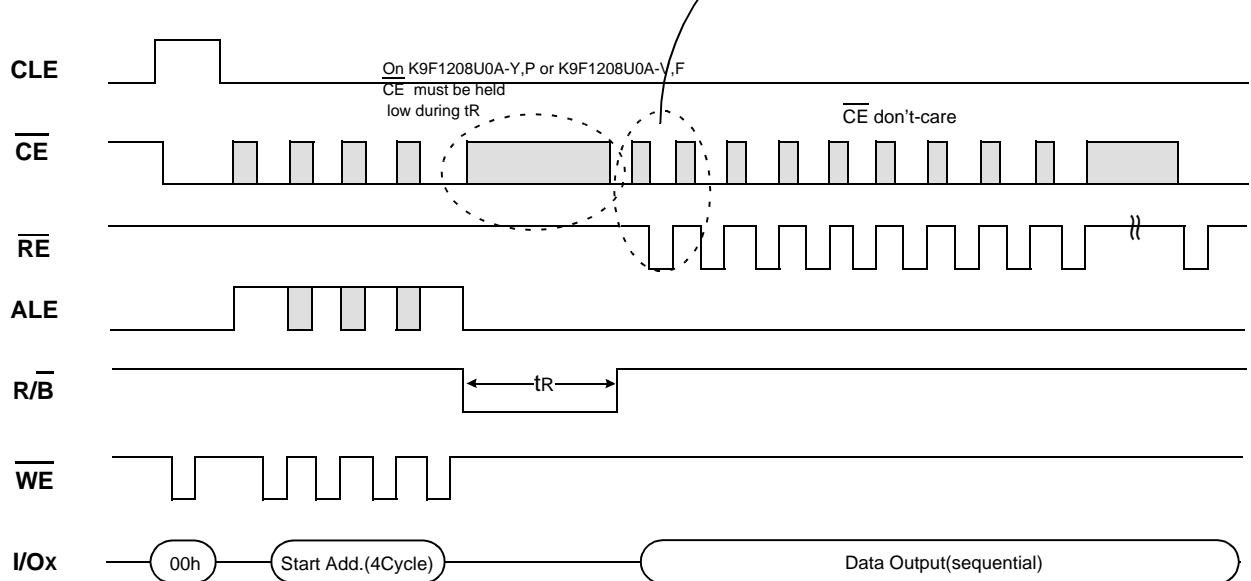 CLE
On K9F1208U0A-Y,P or K9F1208U0A-V,F
CE must be held
low during tR
CE don't-care
CE
RE
ALE
R/B
tR
WE
I/Ox
00h
Start Add.(4Cycle)
Data Output(sequential)